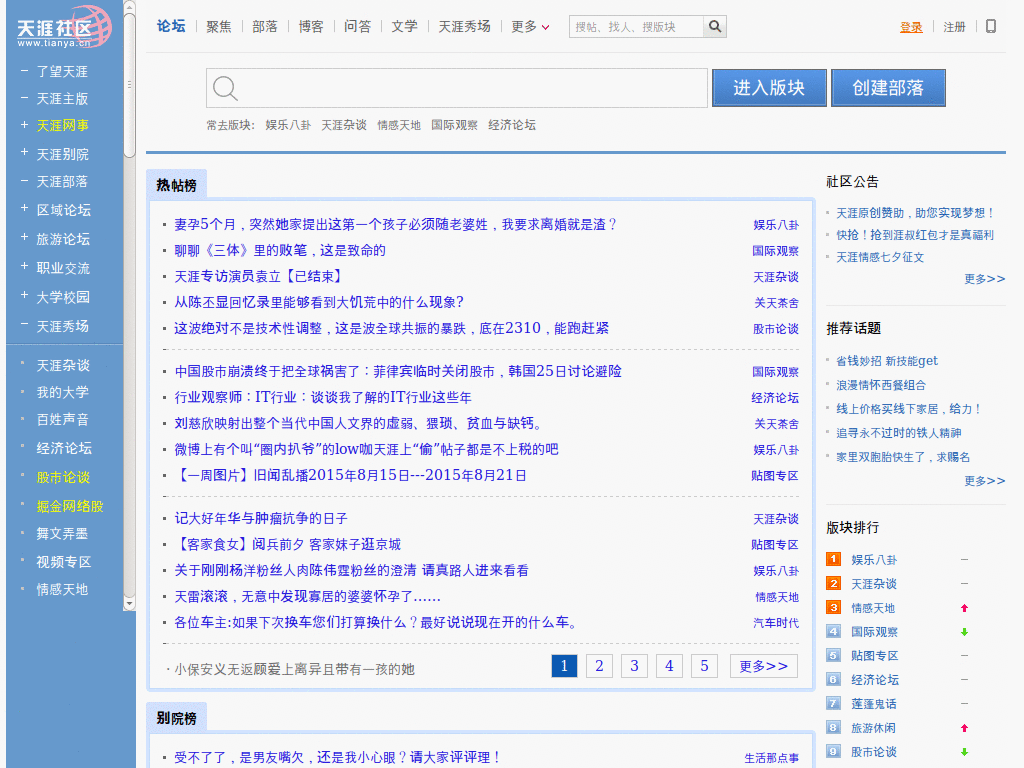 天涯社区
www.tianya.cn
了望天涯
天涯主版
天涯网事
天涯别院
天涯部落
区域论坛
旅游论坛
职业交流
大学校园
天涯秀场
天涯杂谈
我的大学
百姓声音
经济论坛
股市论谈
掘金网络股
舞文弄墨
视频专区
情感天地
论坛 聚焦 部落 博客 问答 文学 天涯秀场 更多 搜帖、找人、搜版块 登录 注册
进入版块 创建部落
常去版块: 娱乐八卦 天涯杂谈 情感天地 国际观察 经济论坛
热帖榜
妻孕5个月，突然她家提出这第一个孩子必须随老婆姓，我要求离婚就是渣？ 娱乐八卦
聊聊《三体》里的败笔，这是致命的 国际观察
天涯专访演员袁立【已结束】 天涯杂谈
从陈丕显回忆录里能够看到大饥荒中的什么现象? 关天茶舍
这波绝对不是技术性调整，这是波全球共振的暴跌，底在2310，能跑赶紧 股市论谈
中国股市崩溃终于把全球祸害了：菲律宾临时关闭股市，韩国25日讨论避险 国际观察
行业观察师：IT行业：谈谈我了解的IT行业这些年 经济论坛
刘慈欣映射出整个当代中国人文界的虚弱、猥琐、贫血与缺钙。 关天茶舍
微博上有个叫“圈内扒爷”的low咖天涯上“偷”帖子都是不上税的吧 娱乐八卦
【一周图片】旧闻乱播2015年8月15日---2015年8月21日 贴图专区
记大好年华与肿瘤抗争的日子 天涯杂谈
【客家食女】阅兵前夕 客家妹子逛京城 贴图专区
关于刚刚杨洋粉丝人肉陈伟霆粉丝的澄清 请真路人进来看看 娱乐八卦
天雷滚滚，无意中发现寡居的婆婆怀孕了…… 情感天地
各位车主:如果下次换车您们打算换什么？最好说说现在开的什么车。 汽车时代
· 小保安义无返顾爱上离异且带有一孩的她 1 2 3 4 5 更多>>
别院榜
受不了了，是男友嘴欠，还是我小心眼？请大家评评理！ 生活那点事
社区公告
天涯原创赞助，助您实现梦想！
快抢！抢到涯叔红包才是真福利
天涯情感七夕征文
更多>>
推荐话题
省钱妙招 新技能get
浪漫情怀西餐组合
线上价格买线下家居，给力！
追寻永不过时的铁人精神
家里双胞胎快生了，求赐名
更多>>
版块排行
1 娱乐八卦
2 天涯杂谈
3 情感天地
4 国际观察
5 贴图专区
6 经济论坛
7 莲蓬鬼话
8 旅游休闲
9 股市论谈